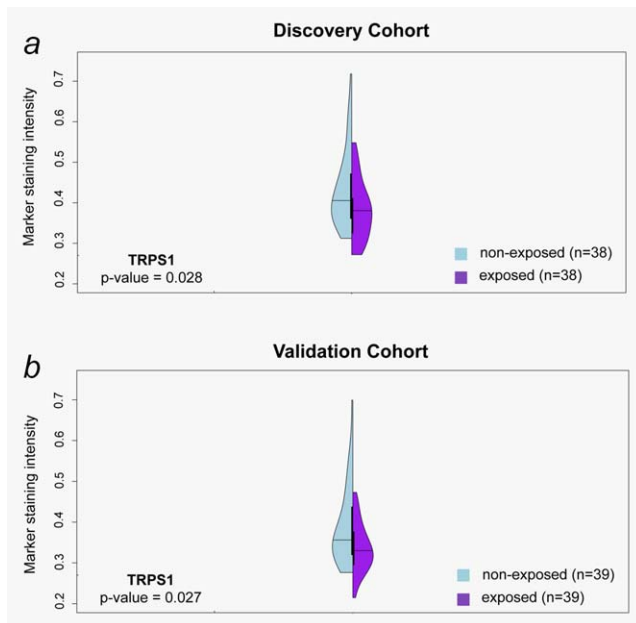 a
Discovery Cohort
Marker staining intensity
0.7
0.6
0.5
0.4
0.3
0.2
TRPS1
p-value = 0.028
non-exposed (n=38)
exposed (n=38)
b
Validation Cohort
Marker staining intensity
0.7
0.6
0.5
0.4
0.3
0.2
TRPS1
p-value = 0.027
non-exposed (n=39)
exposed (n=39)